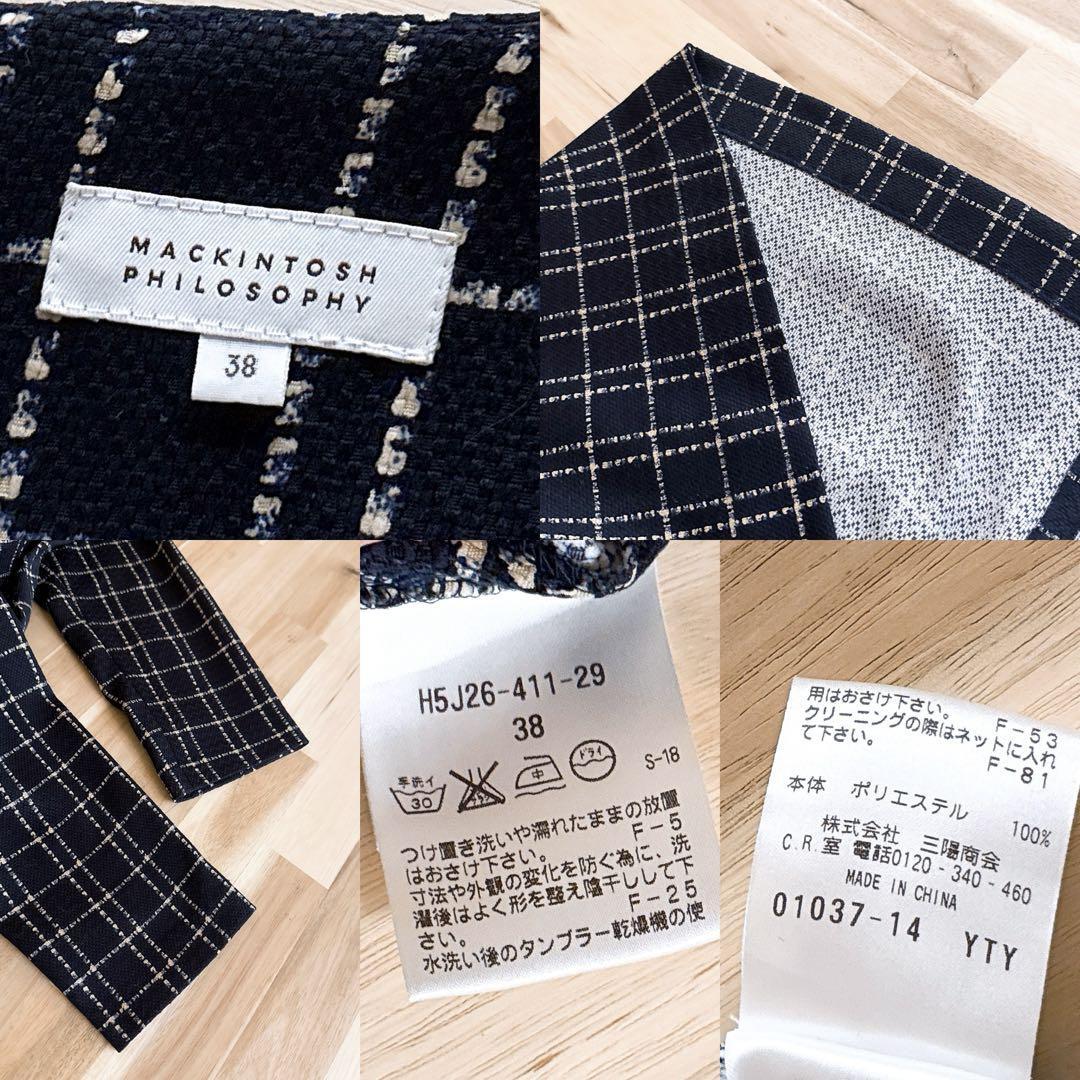 MACKINTOSH
PHILOSOPHY
38
H5J26-411-29
38
手洗イ
30
中
ドライ
S-18
つけ置き洗いや濡れたままの放置
はおさけ下さい。 F-5
寸法や外観の変化を防ぐ為に、洗
濯後はよく形を整え陰干しして下
さい。 F-25
水洗い後のタンブラー乾燥機の使
用はおさけ下さい。 F-53
クリーニングの際はネットに入れ
て下さい。 F-81
本体 ポリエステル 100%
株式会社 三陽商会
C.R.室 電話0120-340-460
MADE IN CHINA
01037-14 YTY